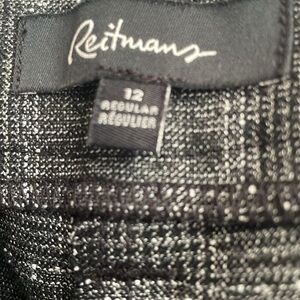 Reitmans
12
REGULAR
RÉGULIER